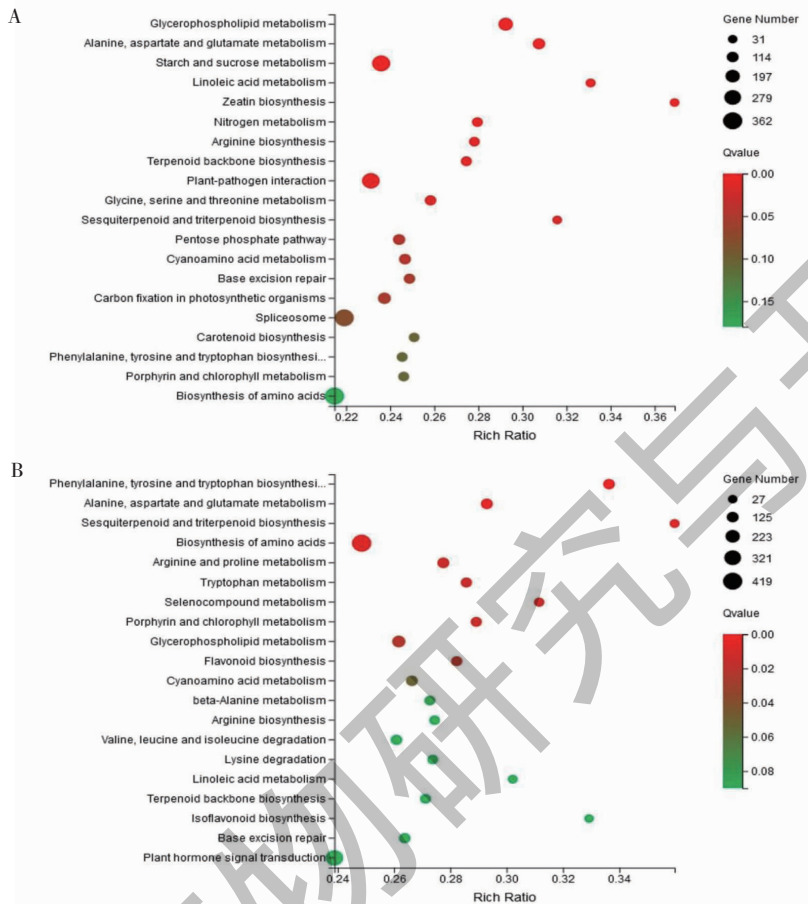 A
Glycerophospholipid metabolism
Alanine, aspartate and glutamate metabolism
Starch and sucrose metabolism
Linoleic acid metabolism
Zeatin biosynthesis
Nitrogen metabolism
Arginine biosynthesis
Terpenoid backbone biosynthesis
Plant-pathogen interaction
Glycine, serine and threonine metabolism
Sesquiterpenoid and triterpenoid biosynthesis
Pentose phosphate pathway
Cyanoamino acid metabolism
Base excision repair
Carbon fixation in photosynthetic organisms
Spliceosome
Carotenoid biosynthesis
Phenylalanine, tyrosine and tryptophan biosynthesi...
Porphyrin and chlorophyll metabolism
Biosynthesis of amino acids
0.22 0.24 0.26 0.28 0.30 0.32 0.34 0.36
Rich Ratio
Gene Number
31
114
197
279
362
Qvalue
0.00
0.05
0.10
0.15
B
Phenylalanine, tyrosine and tryptophan biosynthesi...
Alanine, aspartate and glutamate metabolism
Sesquiterpenoid and triterpenoid biosynthesis
Biosynthesis of amino acids
Arginine and proline metabolism
Tryptophan metabolism
Selenocompound metabolism
Porphyrin and chlorophyll metabolism
Glycerophospholipid metabolism
Flavonoid biosynthesis
Cyanoamino acid metabolism
beta-Alanine metabolism
Arginine biosynthesis
Valine, leucine and isoleucine degradation
Lysine degradation
Linoleic acid metabolism
Terpenoid backbone biosynthesis
Isoflavonoid biosynthesis
Base excision repair
Plant hormone signal transduction
0.24 0.26 0.28 0.30 0.32 0.34
Rich Ratio
Gene Number
27
125
223
321
419
Qvalue
0.00
0.02
0.04
0.06
0.08
物研究与